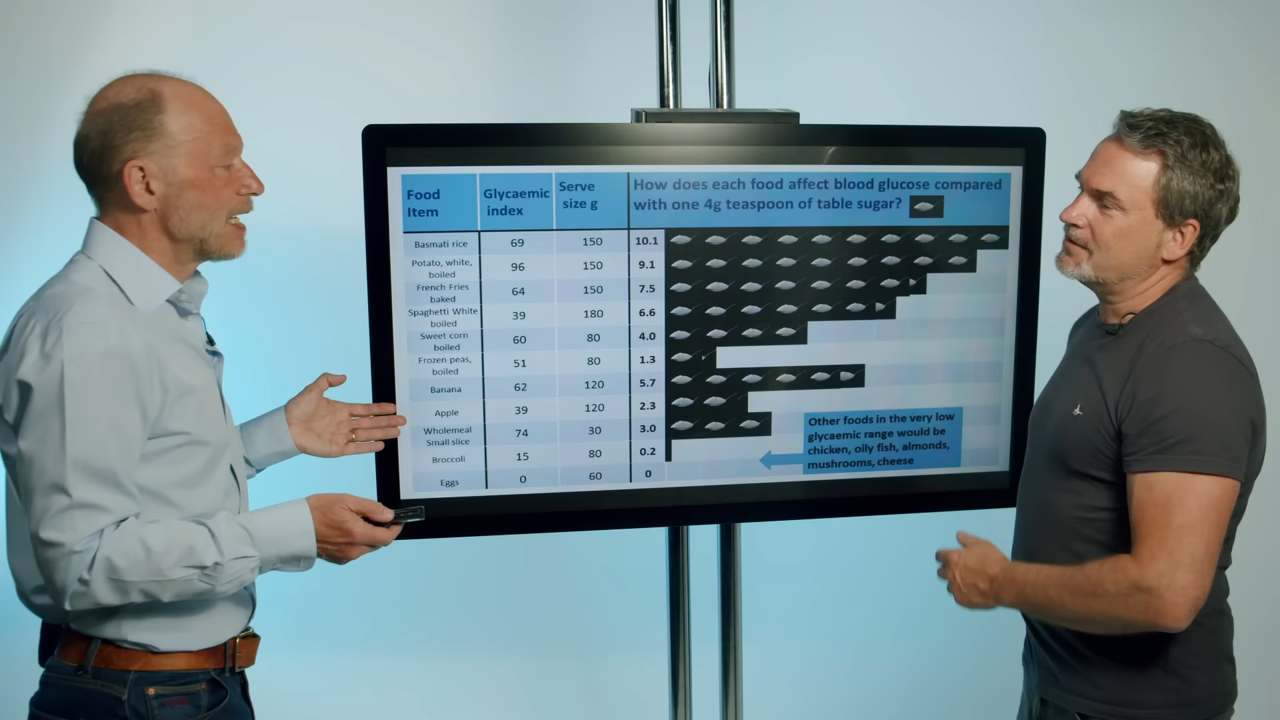 Food Item
Glycaemic index
Serve size g
How does each food affect blood glucose compared
with one 4g teaspoon of table sugar?
Basmati rice 69 150 10.1
Potato, white, boiled 96 150 9.1
French Fries baked 64 150 7.5
Spaghetti White boiled 39 180 6.6
Sweet corn boiled 60 80 4.0
Frozen peas, boiled 51 80 1.3
Banana 62 120 5.7
Apple 39 120 2.3
Wholemeal Small slice 74 30 3.0
Broccoli 15 80 0.2
Eggs 0 60 0
Other foods in the very low
glycaemic range would be
chicken, oily fish, almonds,
mushrooms, cheese